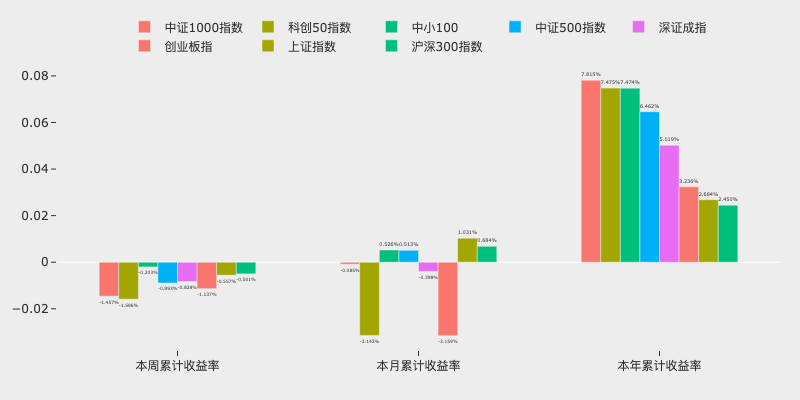 中证1000指数 科创50指数 中小100 中证500指数 深证成指
创业板指 上证指数 沪深300指数
0.08
0.06
0.04
0.02
0
−0.02
7.815% 7.475% 7.474% 6.462% 5.019% 3.236% 2.684% 2.450%
0.526% 0.513% 1.031% 0.684%
-1.457% -1.586% -0.203% -0.893% -0.828% -1.137% -0.557% -0.501%
-0.085% -3.143% -0.398% -3.159%
本周累计收益率 本月累计收益率 本年累计收益率